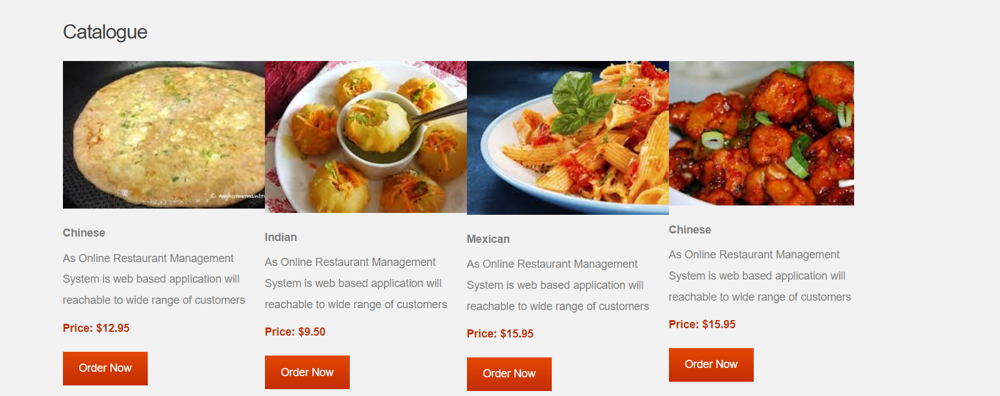 Catalogue
Chinese
As Online Restaurant Management
System is web based application will
reachable to wide range of customers
Price: $12.95
Order Now
Indian
As Online Restaurant Management
System is web based application will
reachable to wide range of customers
Price: $9.50
Order Now
Mexican
As Online Restaurant Management
System is web based application will
reachable to wide range of customers
Price: $15.95
Order Now
Chinese
As Online Restaurant Management
System is web based application will
reachable to wide range of customers
Price: $15.95
Order Now